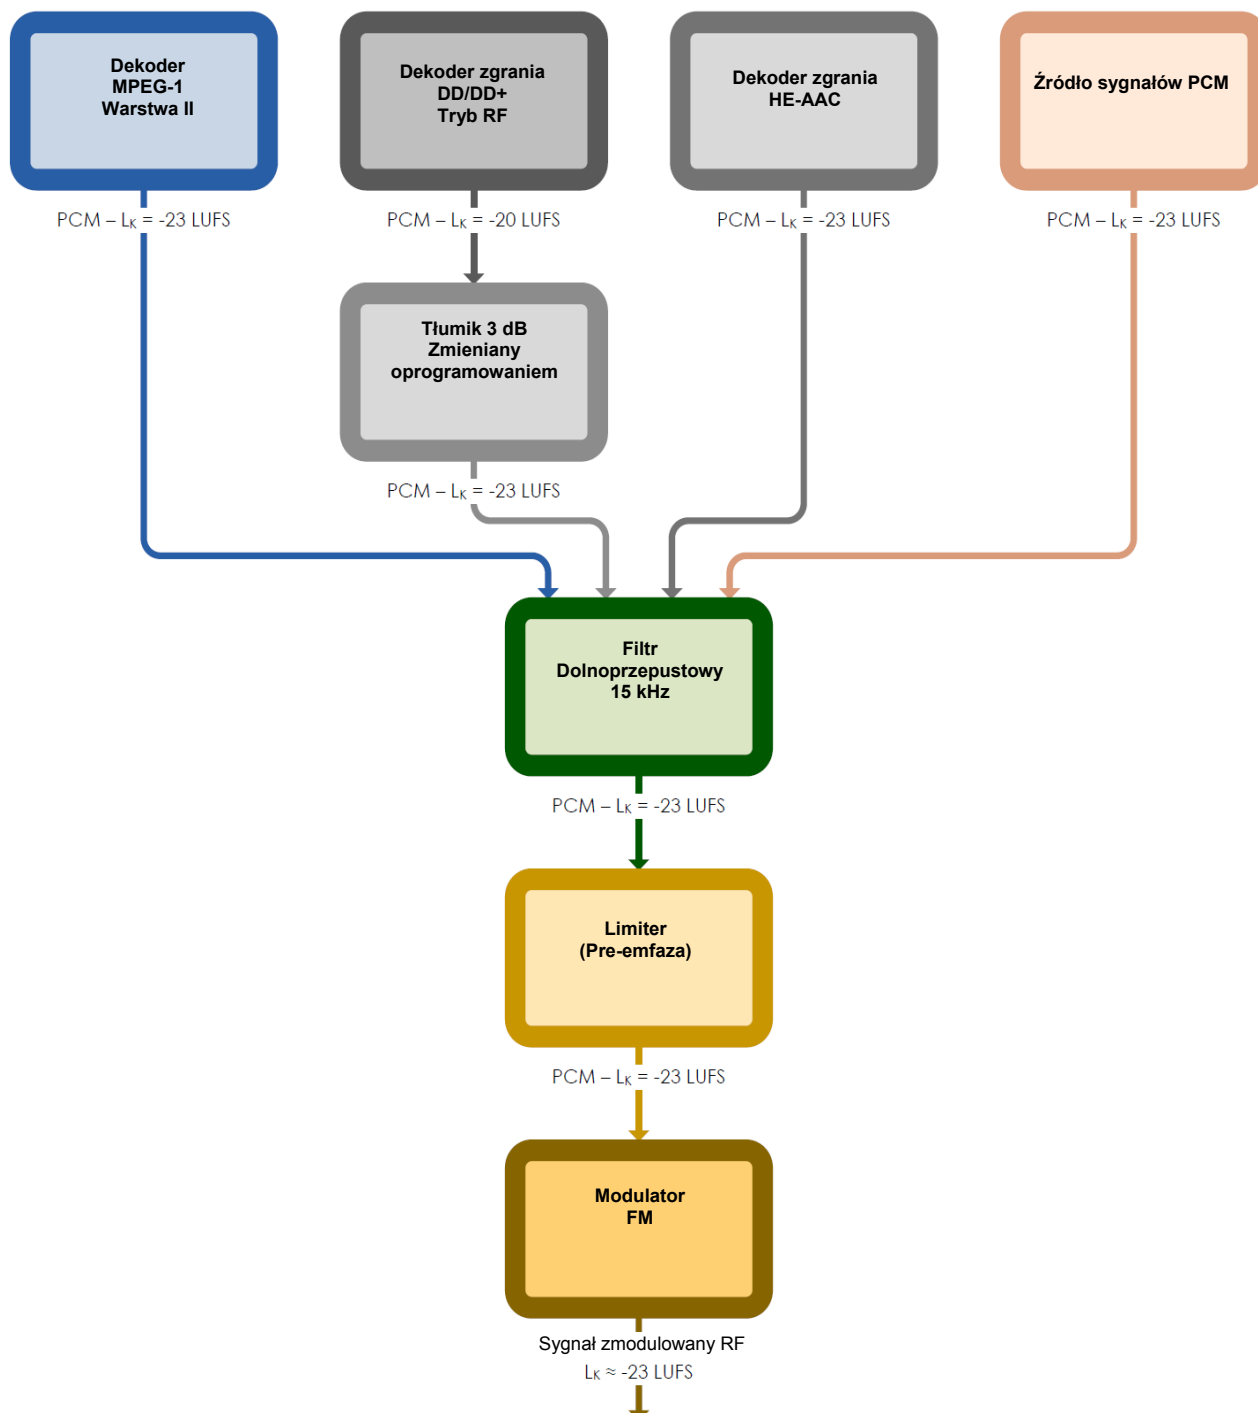 Dekoder
MPEG-1
Warstwa II
Dekoder zgrania
DD/DD+
Tryb RF
Dekoder zgrania
HE-AAC
Źródło sygnałów PCM
PCM – LK = -23 LUFS
PCM – LK = -20 LUFS
PCM – LK = -23 LUFS
PCM – LK = -23 LUFS
Tłumik 3 dB
Zmieniany
oprogramowaniem
PCM – LK = -23 LUFS
Filtr
Dolnoprzepustowy
15 kHz
PCM – LK = -23 LUFS
Limiter
(Pre-emfaza)
PCM – LK = -23 LUFS
Modulator
FM
Sygnał zmodulowany RF
LK ≈ -23 LUFS